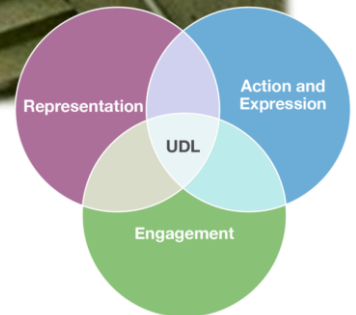 Representation
Action and
Expression
UDL
Engagement